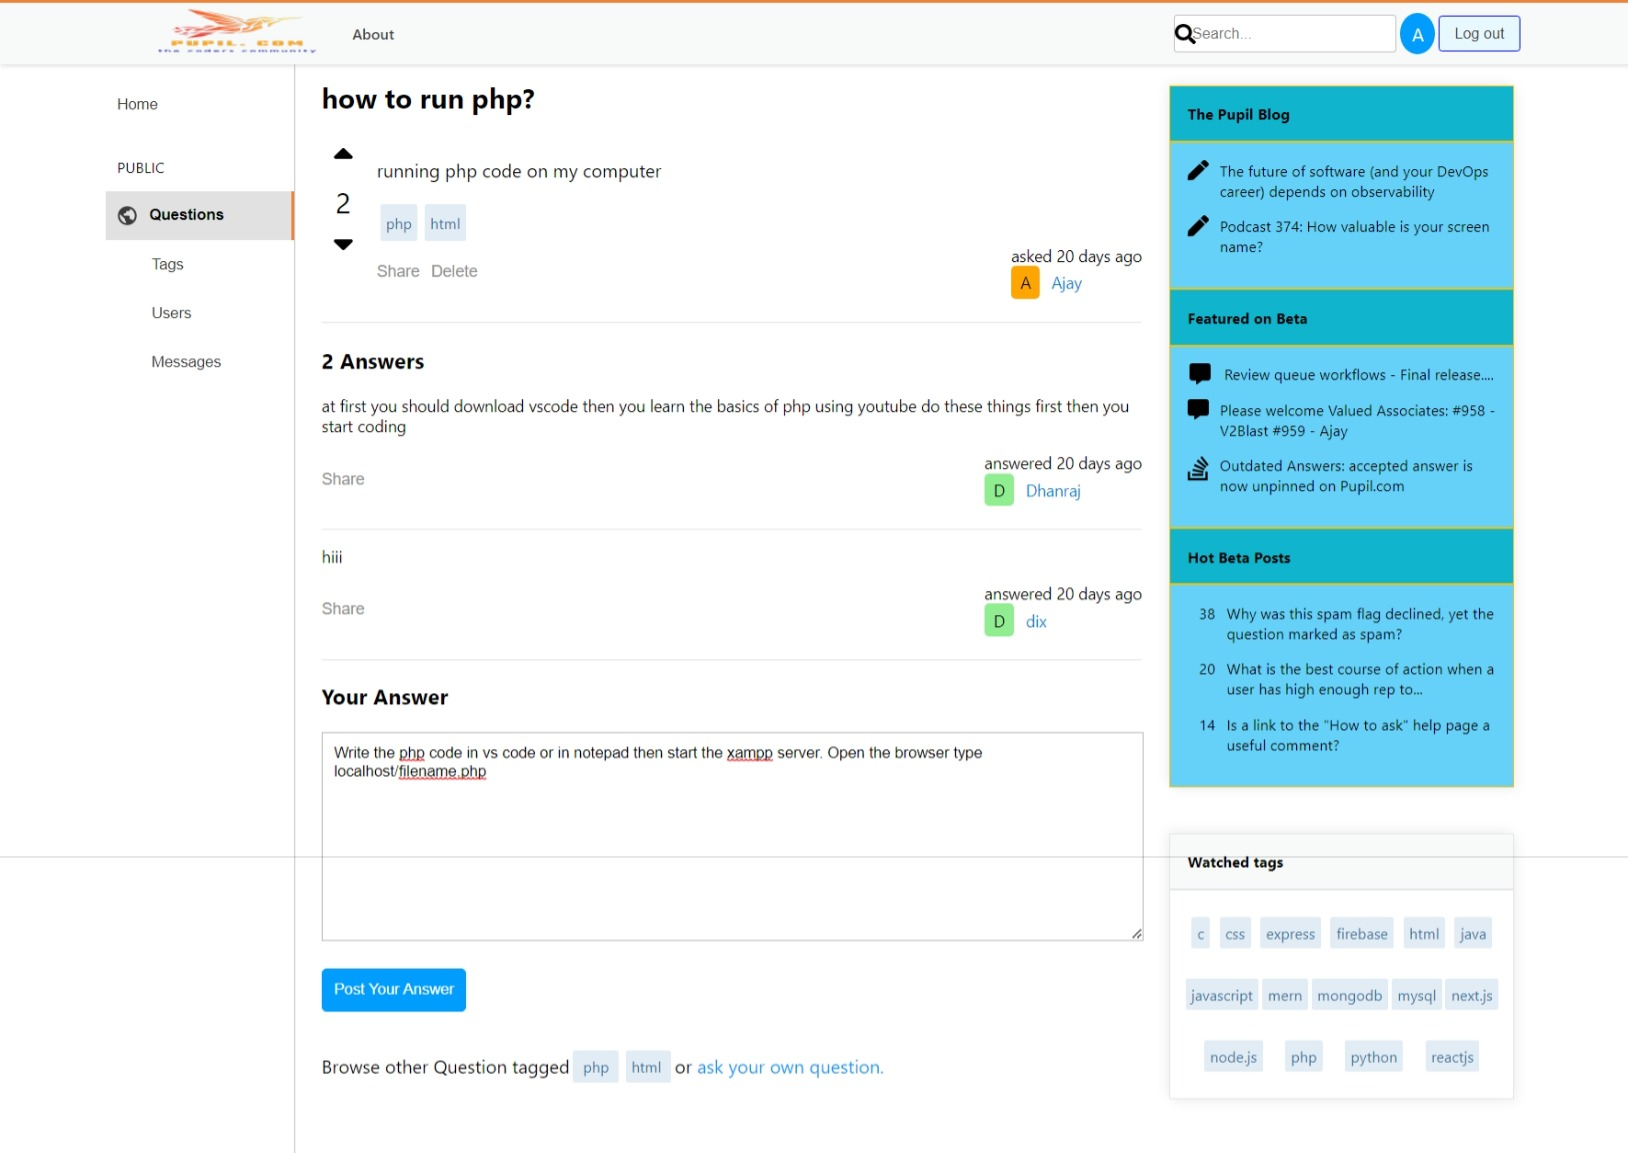 PUPIL. COM
the coders community
About
Search...
A
Log out
Home
PUBLIC
Questions
Tags
Users
Messages
how to run php?
2
running php code on my computer
php html
Share Delete
asked 20 days ago
A Ajay
2 Answers
at first you should download vscode then you learn the basics of php using youtube do these things first then you
start coding
Share
answered 20 days ago
D Dhanraj
hiii
Share
answered 20 days ago
D dix
Your Answer
Write the php code in vs code or in notepad then start the xampp server. Open the browser type
localhost/filename.php
Post Your Answer
Browse other Question tagged php html or ask your own question.
The Pupil Blog
The future of software (and your DevOps
career) depends on observability
Podcast 374: How valuable is your screen
name?
Featured on Beta
Review queue workflows - Final release....
Please welcome Valued Associates: #958 -
V2Blast #959 - Ajay
Outdated Answers: accepted answer is
now unpinned on Pupil.com
Hot Beta Posts
38 Why was this spam flag declined, yet the
question marked as spam?
20 What is the best course of action when a
user has high enough rep to...
14 Is a link to the "How to ask" help page a
useful comment?
Watched tags
c css express firebase html java
javascript mern mongodb mysql next.js
node.js php python reactjs